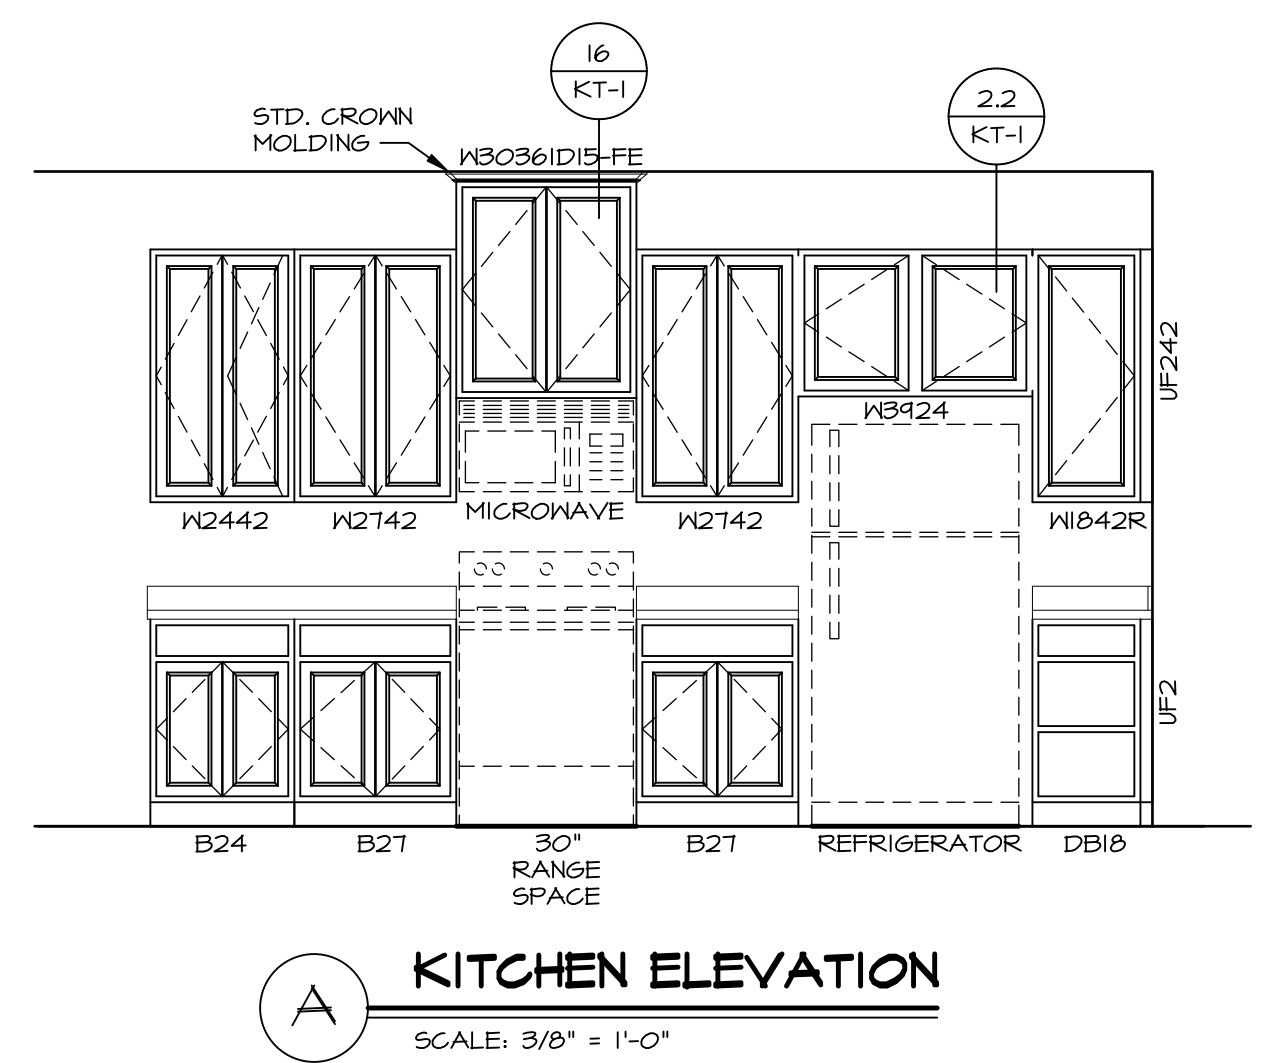 16
KT-1
2.2
KT-1
STD. CROWN
MOLDING
W30361D15-FE
UF242
W3924
W2442
W2742
MICROWAVE
W2742
W1842R
UF2
B24
B27
30"
RANGE
SPACE
B27
REFRIGERATOR
DB18
A
KITCHEN ELEVATION
SCALE: 3/8" = 1'-0"